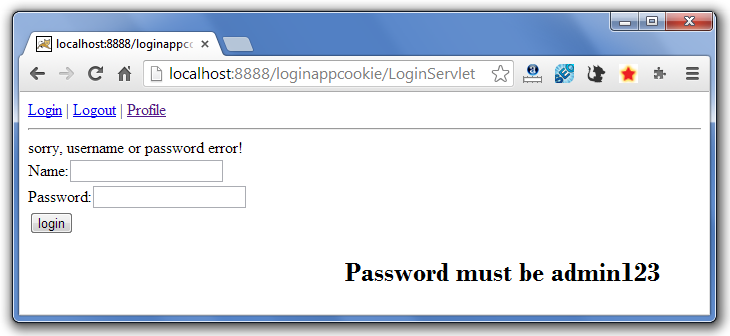 localhost:8888/loginappco
localhost:8888/loginappcookie/LoginServlet
Login | Logout | Profile
sorry, username or password error!
Name:
Password:
login
Password must be admin123